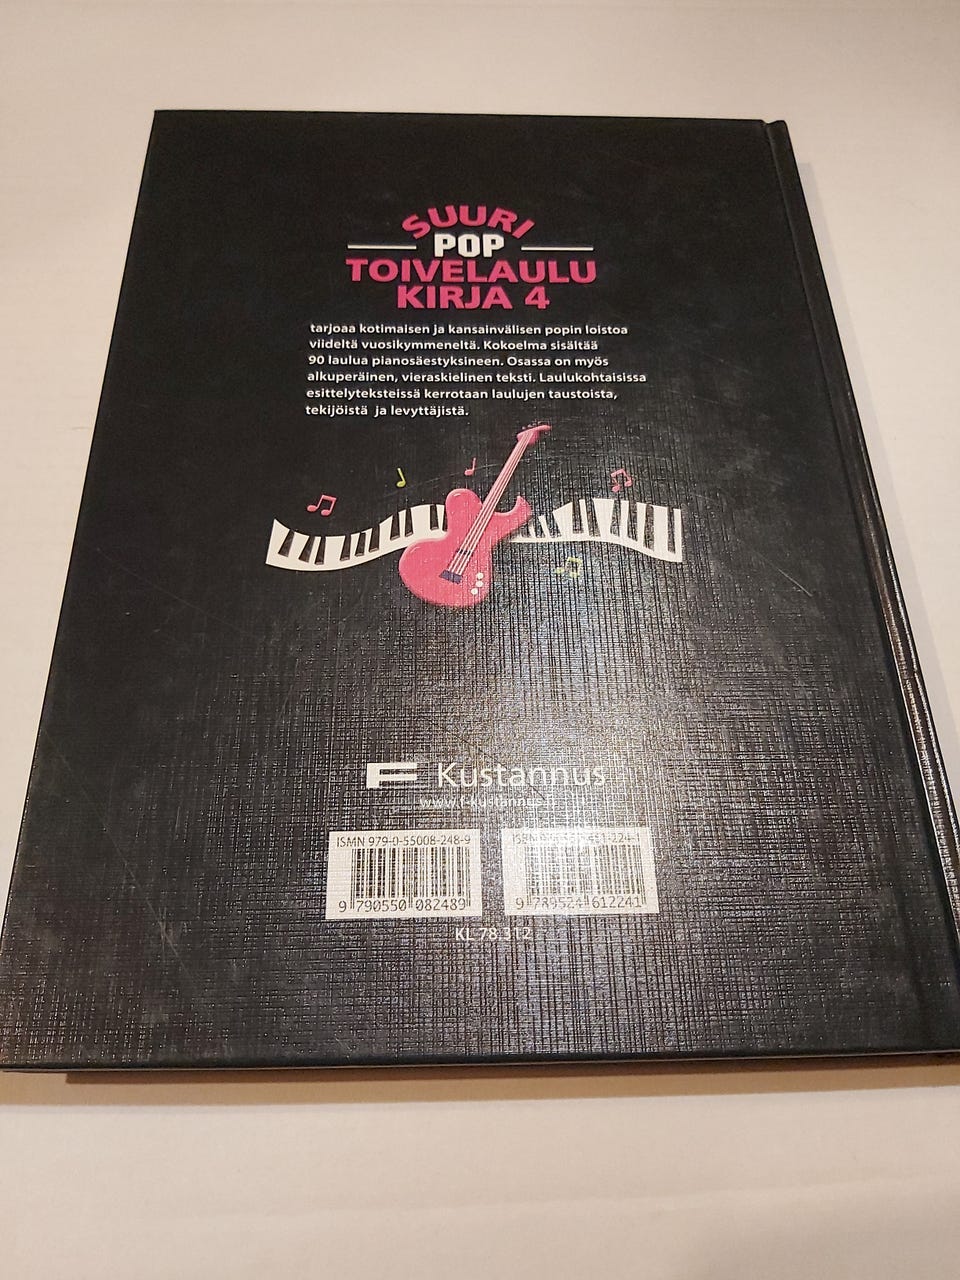 SUURI
POP
TOIVELAULU
KIRJA 4
tarjoaa kotimaisen ja kansainvälisen popin loistoa
viideltä vuosikymmeneltä. Kokoelma sisältää
90 laulua pianosäestyksineen. Osassa on myös
alkuperäinen, vieraskielinen teksti. Laulukohtaisissa
esittelyteksteissä kerrotaan laulujen taustoista,
tekijöistä ja levyttäjistä.
F Kustannus
ISMN 979-0-55008-248-9
9 790550 082489
9 789524 612241
KL 78.312